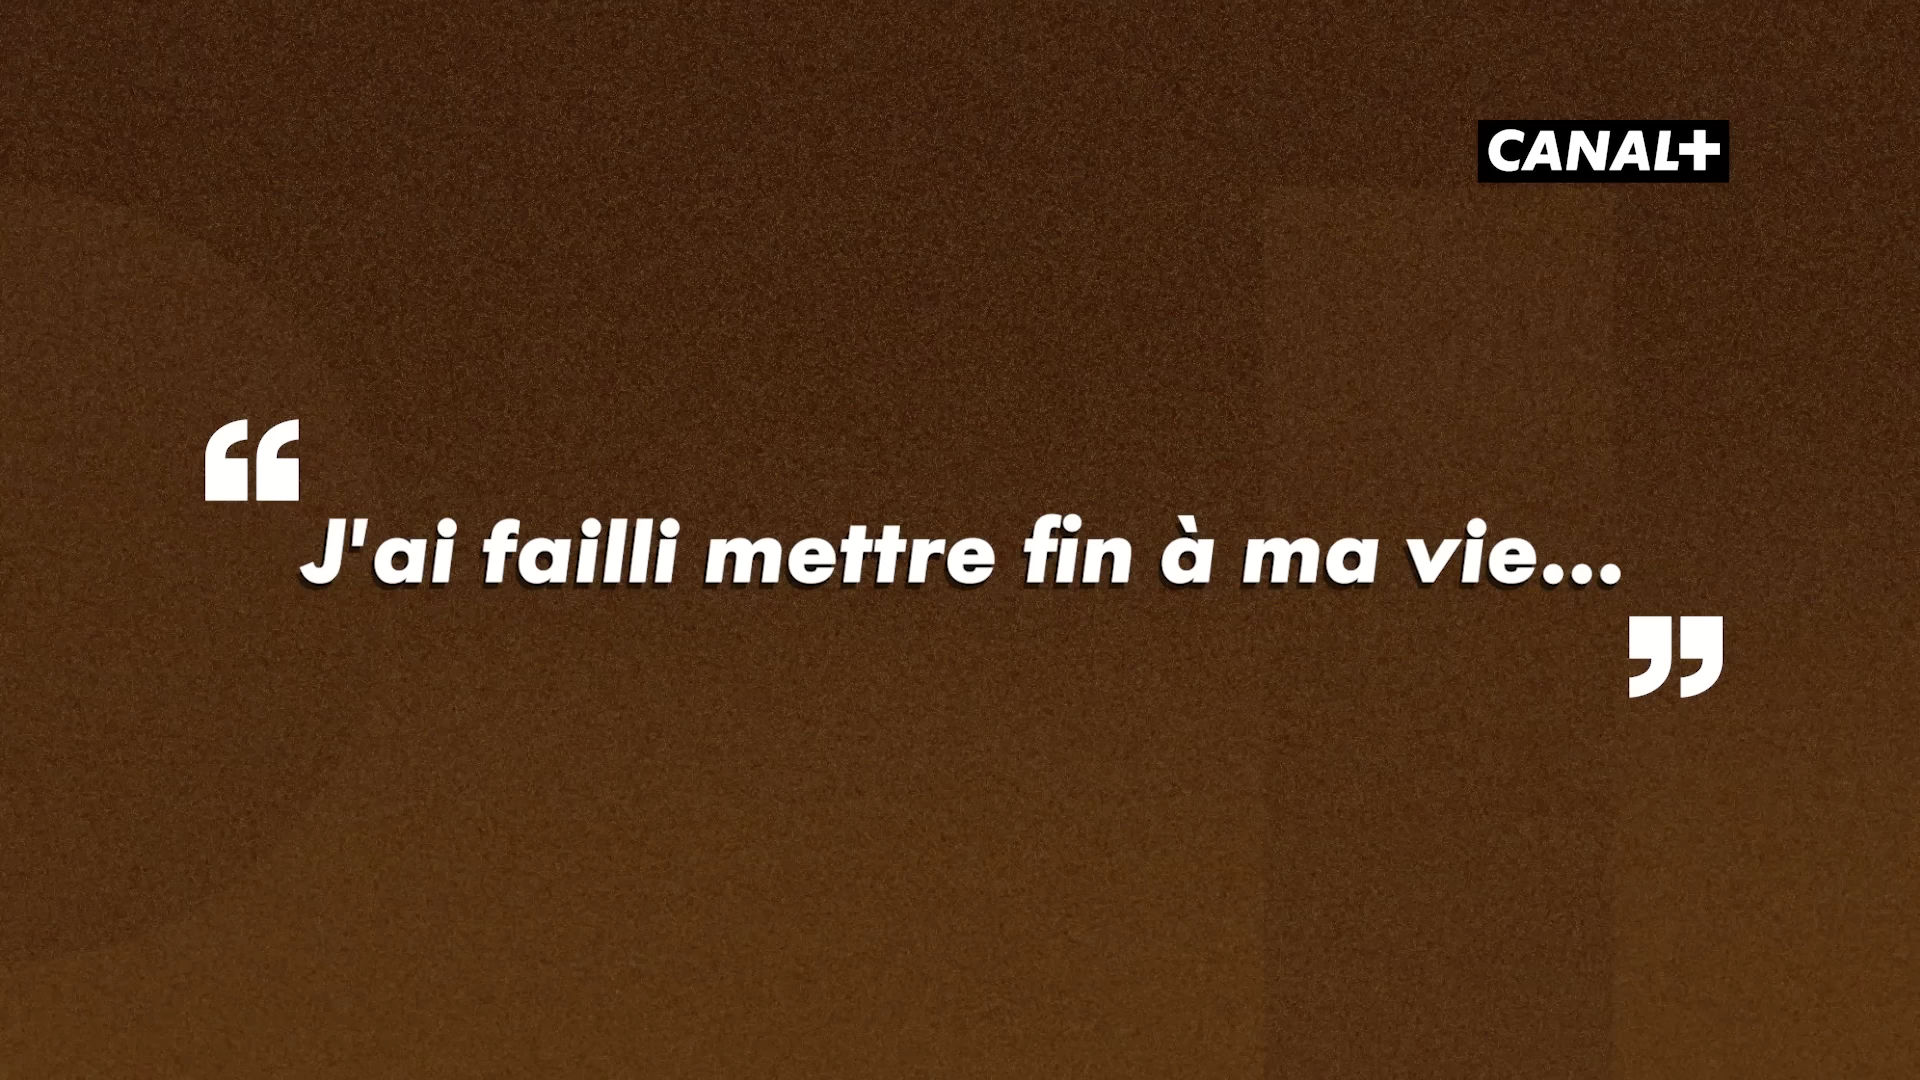 CANAL+
“
J'ai failli mettre fin à ma vie...
”